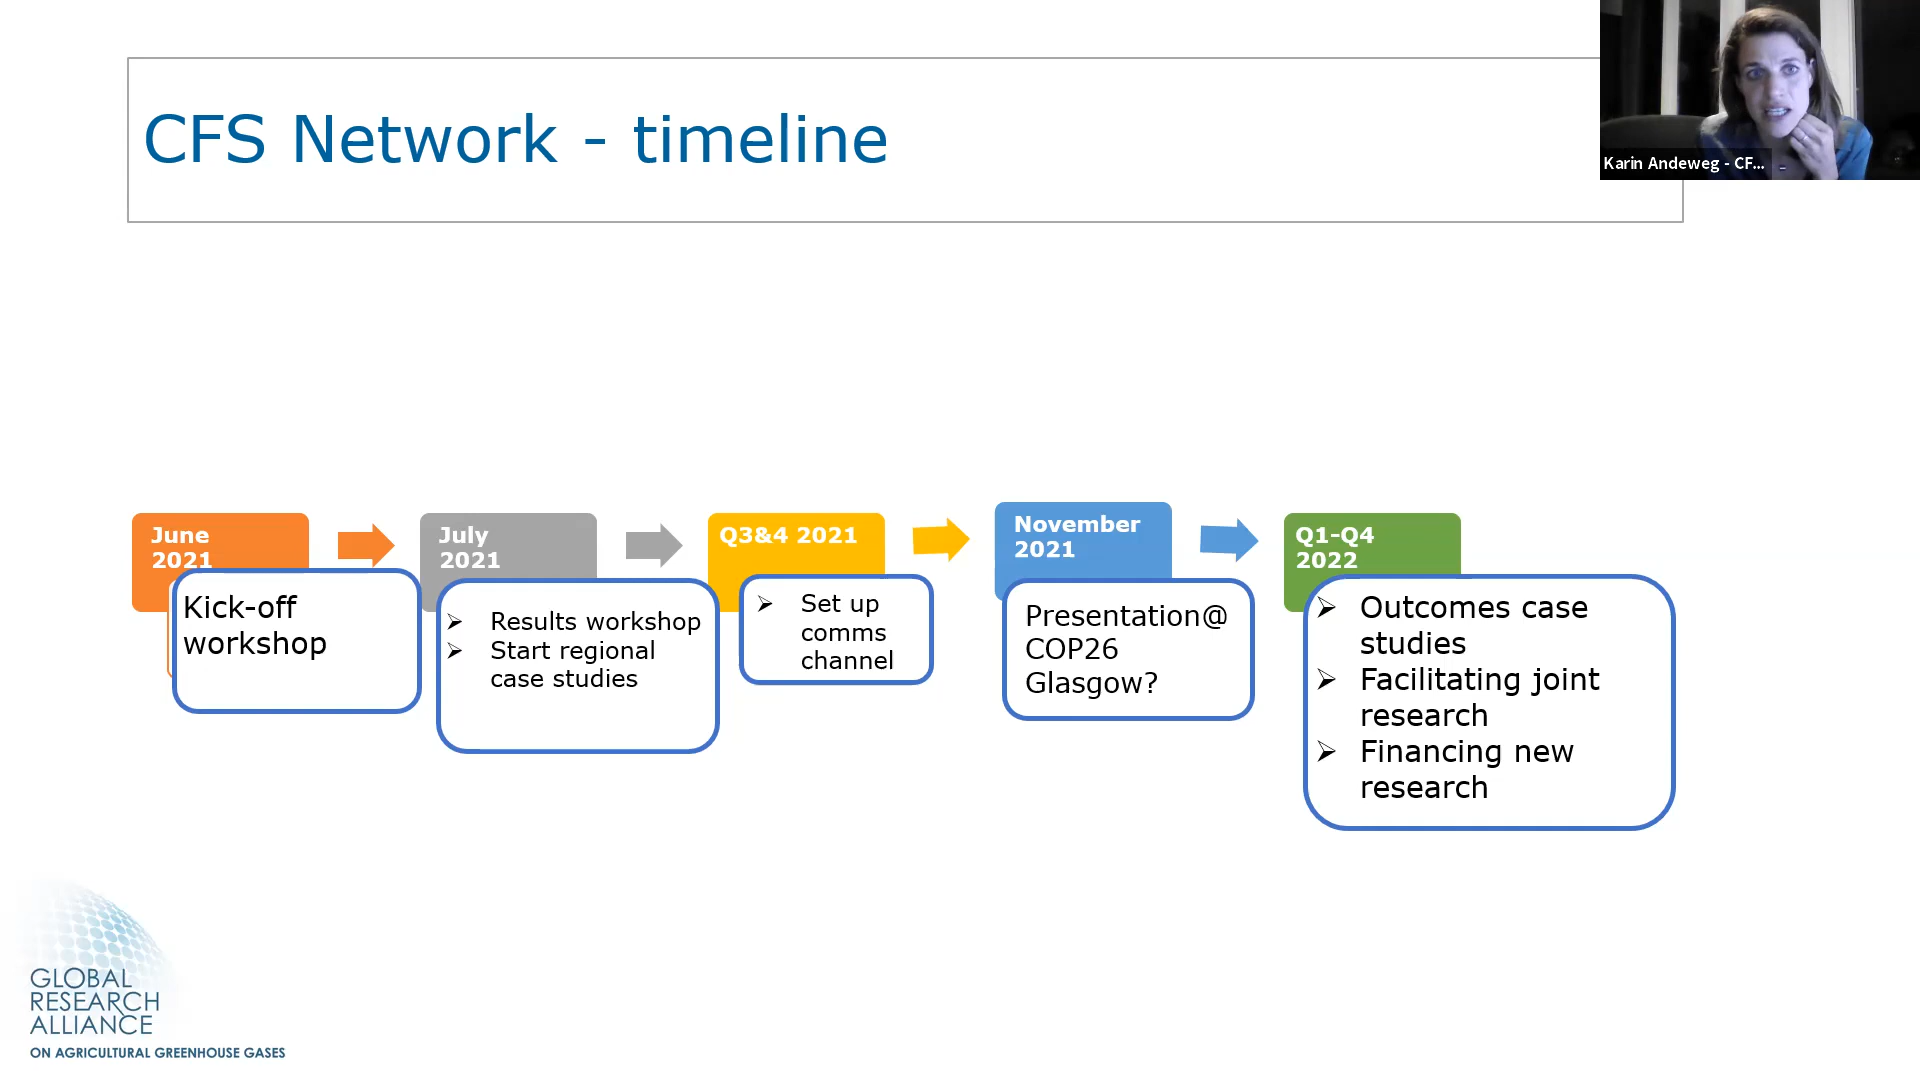 CFS Network - timeline
Karin Andeweg - CF...
June
2021
Kick-off
workshop
July
2021
Results workshop
Start regional
case studies
Q3&4 2021
Set up
comms
channel
November
2021
Presentation@
COP26
Glasgow?
Q1-Q4
2022
Outcomes case
studies
Facilitating joint
research
Financing new
research
GLOBAL
RESEARCH
ALLIANCE
ON AGRICULTURAL GREENHOUSE GASES